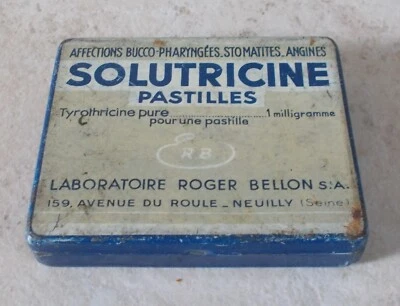 AFFECTIONS BUCCO-PHARYNGÉES, STOMATITES, ANGINES
SOLUTRICINE
PASTILLES
Tyrothricine pure.................1 milligramme
pour une pastille
RB
LABORATOIRE ROGER BELLON S.A.
159, AVENUE DU ROULE _ NEUILLY (Seine)